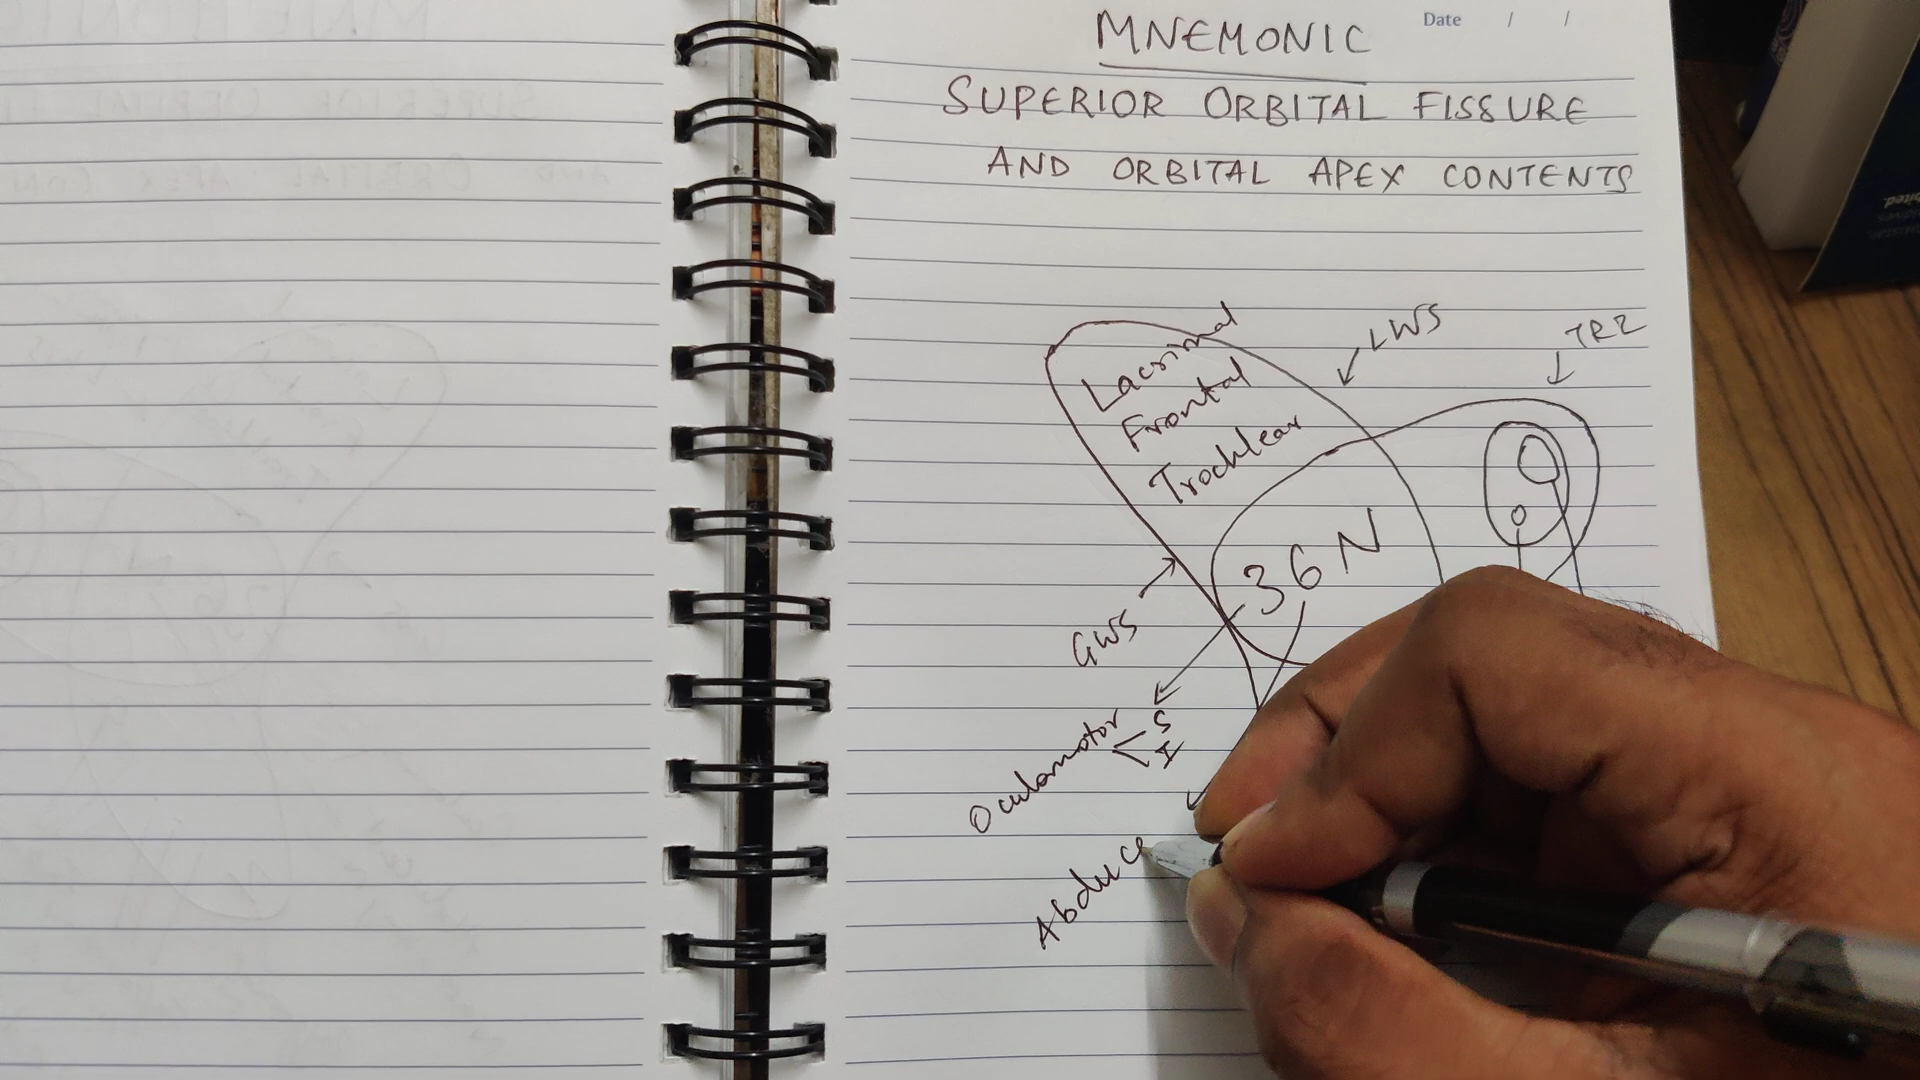 Date / /
MNEMONIC
SUPERIOR ORBITAL FISSURE
AND ORBITAL APEX CONTENTS
LWS
TRZ
Lacrimal
Frontal
Trochlear
36N
GWS
Oculomotor
S
I
Abduce